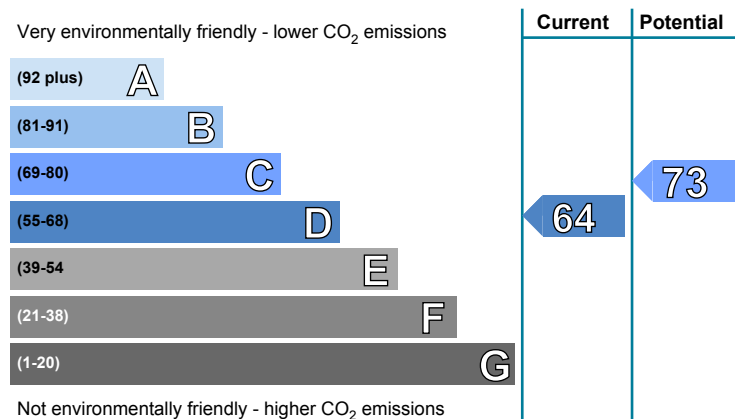 Very environmentally friendly - lower CO₂ emissions
Current
Potential
(92 plus) A
(81-91) B
(69-80) C
73
(55-68) D
64
(39-54 E
(21-38) F
(1-20) G
Not environmentally friendly - higher CO₂ emissions